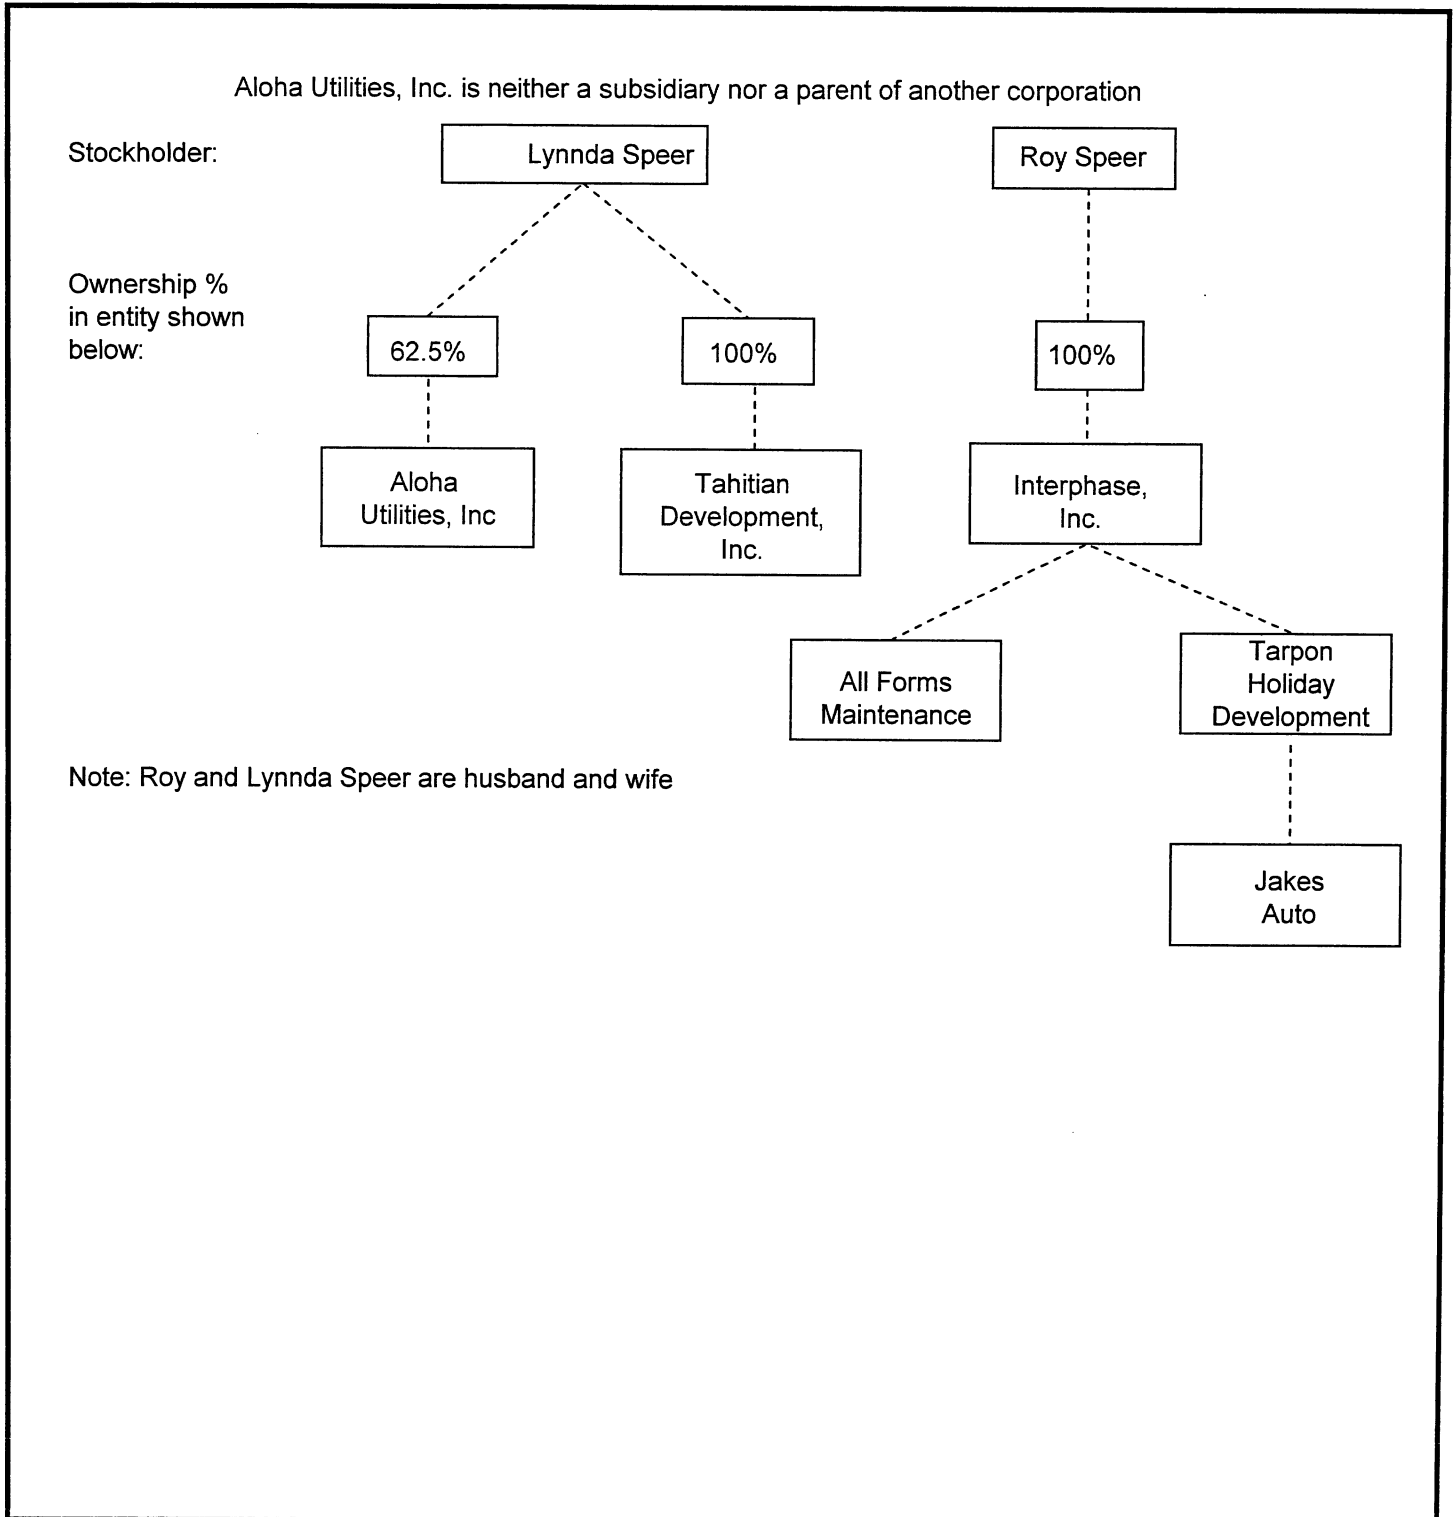 Aloha Utilities, Inc. is neither a subsidiary nor a parent of another corporation
Stockholder:
Lynnda Speer
Roy Speer
Ownership %
in entity shown
below:
62.5%
100%
100%
Aloha
Utilities, Inc
Tahitian
Development,
Inc.
Interphase,
Inc.
All Forms
Maintenance
Tarpon
Holiday
Development
Note: Roy and Lynnda Speer are husband and wife
Jakes
Auto